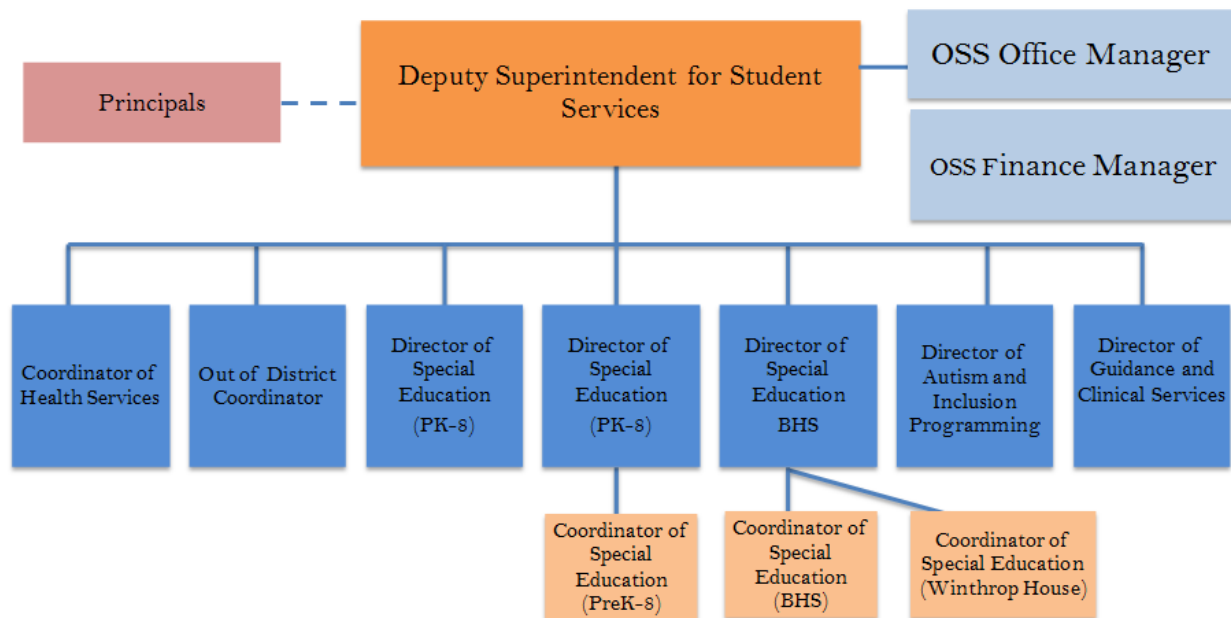 OSS Office Manager
Deputy Superintendent for Student
Services
Principals
OSS Finance Manager
Coordinator of
Health Services
Out of District
Coordinator
Director of
Special
Education
(PK-8)
Director of
Special
Education
(PK-8)
Director of
Special
Education
BHS
Director of
Autism and
Inclusion
Programming
Director of
Guidance and
Clinical Services
Coordinator of
Special
Education
(PreK-8)
Coordinator of
Special
Education
(BHS)
Coordinator of
Special Education
(Winthrop House)